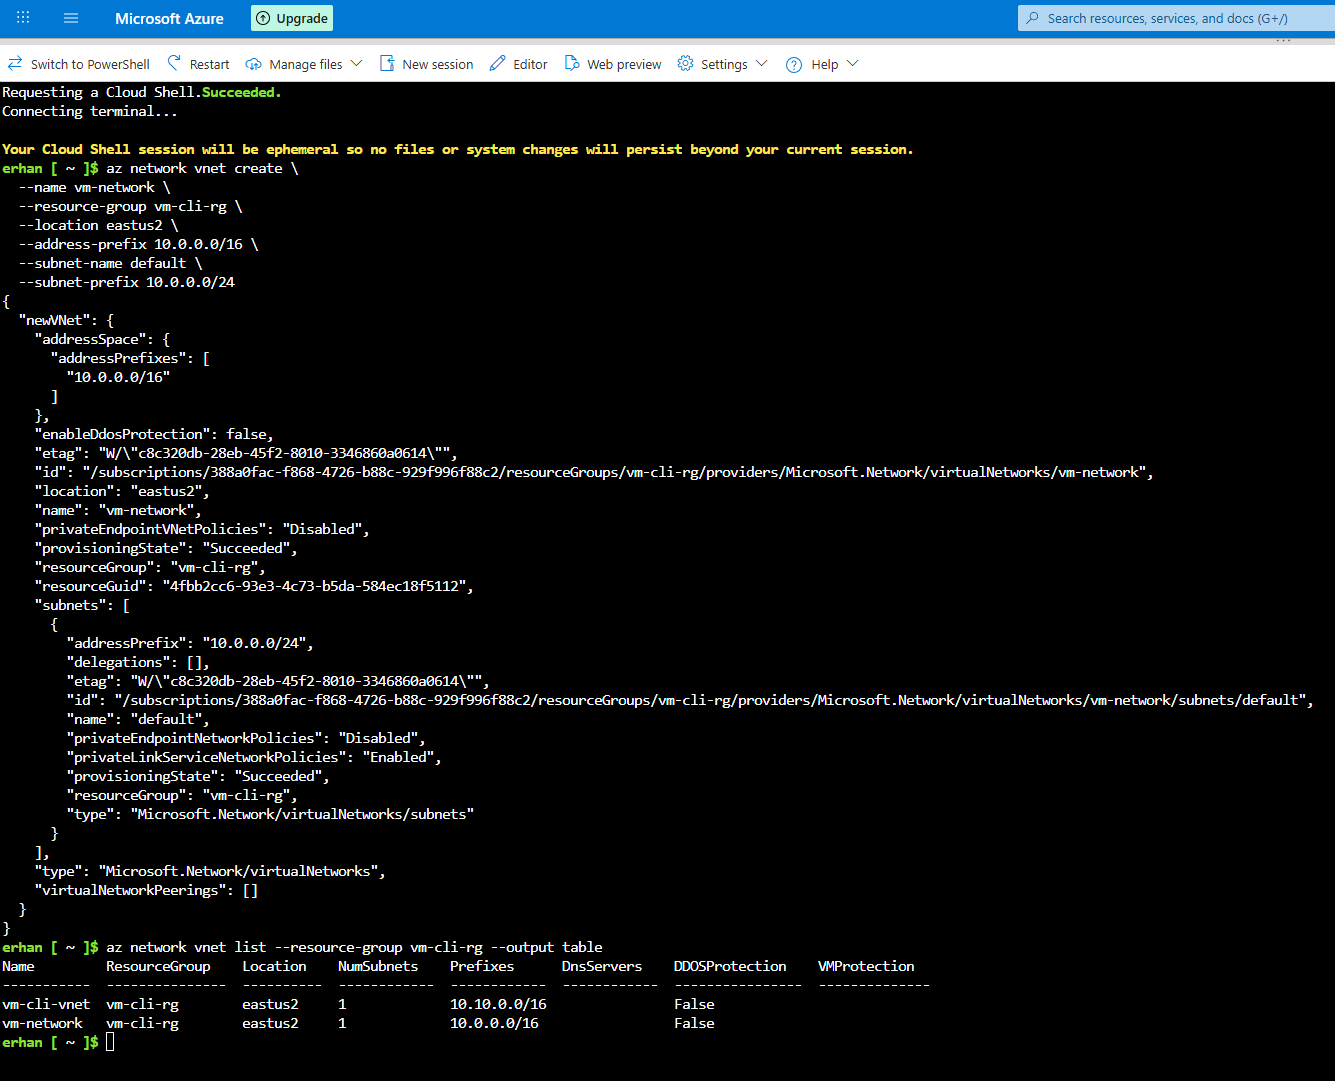 Microsoft Azure
Upgrade
Search resources, services, and docs (G+/)
Switch to PowerShell
Restart
Manage files
New session
Editor
Web preview
Settings
Help
Requesting a Cloud Shell.Succeeded.
Connecting terminal...
Your Cloud Shell session will be ephemeral so no files or system changes will persist beyond your current session.
erhan [ ~ ]$ az network vnet create \
  --name vm-network \
  --resource-group vm-cli-rg \
  --location eastus2 \
  --address-prefix 10.0.0.0/16 \
  --subnet-name default \
  --subnet-prefix 10.0.0.0/24
{
  "newVNet": {
    "addressSpace": {
      "addressPrefixes": [
        "10.0.0.0/16"
      ]
    },
    "enableDdosProtection": false,
    "etag": "W/\"c8c320db-28eb-45f2-8010-3346860a0614\"",
    "id": "/subscriptions/388a0fac-f868-4726-b88c-929f996f88c2/resourceGroups/vm-cli-rg/providers/Microsoft.Network/virtualNetworks/vm-network",
    "location": "eastus2",
    "name": "vm-network",
    "privateEndpointVNetPolicies": "Disabled",
    "provisioningState": "Succeeded",
    "resourceGroup": "vm-cli-rg",
    "resourceGuid": "4fbb2cc6-93e3-4c73-b5da-584ec18f5112",
    "subnets": [
      {
        "addressPrefix": "10.0.0.0/24",
        "delegations": [],
        "etag": "W/\"c8c320db-28eb-45f2-8010-3346860a0614\"",
        "id": "/subscriptions/388a0fac-f868-4726-b88c-929f996f88c2/resourceGroups/vm-cli-rg/providers/Microsoft.Network/virtualNetworks/vm-network/subnets/default",
        "name": "default",
        "privateEndpointNetworkPolicies": "Disabled",
        "privateLinkServiceNetworkPolicies": "Enabled",
        "provisioningState": "Succeeded",
        "resourceGroup": "vm-cli-rg",
        "type": "Microsoft.Network/virtualNetworks/subnets"
      }
    ],
    "type": "Microsoft.Network/virtualNetworks",
    "virtualNetworkPeerings": []
  }
}
erhan [ ~ ]$ az network vnet list --resource-group vm-cli-rg --output table
Name         ResourceGroup    Location    NumSubnets    Prefixes      DnsServers    DDOSProtection    VMProtection
-----------  ---------------  ----------  ------------  ------------  ------------  ----------------  --------------
vm-cli-vnet  vm-cli-rg        eastus2     1             10.10.0.0/16                False
vm-network   vm-cli-rg        eastus2     1             10.0.0.0/16                 False
erhan [ ~ ]$